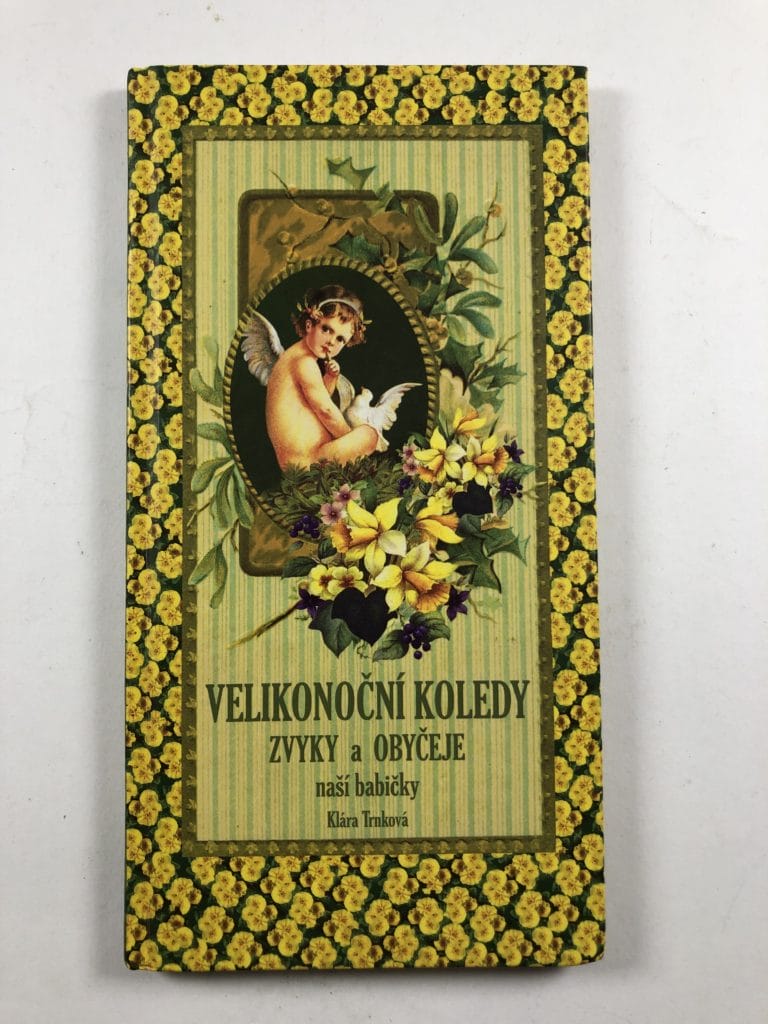 VELIKONOČNÍ KOLEDY
ZVYKY a OBYČEJE
naší babičky
Klára Trnková